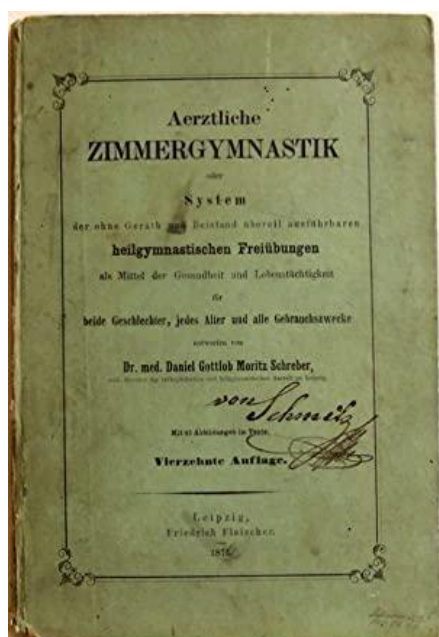 Aerztliche
ZIMMERGYMNASTIK
oder
System
der ohne Geräth und Beistand überall ausführbaren
heilgymnastischen Freiübungen
als Mittel der Gesundheit und Lebenstüchtigkeit
für
beide Geschlechter, jedes Alter und alle Gebrauchszwecke
entworfen von
Dr. med. Daniel Gottlob Moritz Schreber,
von Schmitz
Mit 45 Abbildungen im Texte.
Vierzehnte Auflage.
Leipzig,
Friedrich Fleischer.